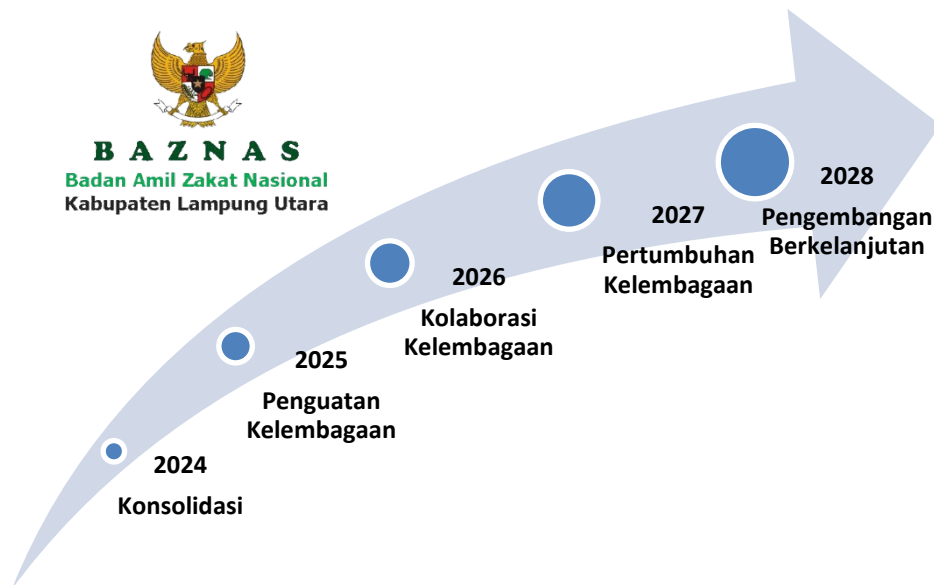 BAZNAS
Badan Amil Zakat Nasional
Kabupaten Lampung Utara
2024
Konsolidasi
2025
Penguatan
Kelembagaan
2026
Kolaborasi
Kelembagaan
2027
Pertumbuhan
Kelembagaan
2028
Pengembangan
Berkelanjutan